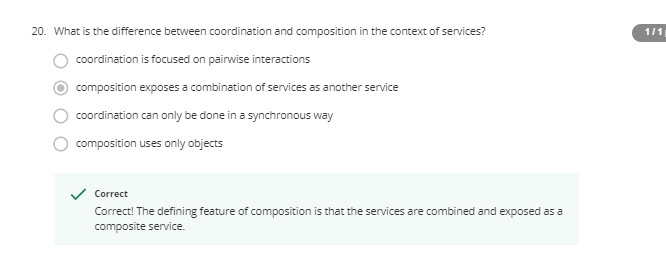 20. What is the difference between coordination and composition in the context of services?
1/1
coordination is focused on pairwise interactions
composition exposes a combination of services as another service
coordination can only be done in a synchronous way
composition uses only objects
Correct
Correct! The defining feature of composition is that the services are combined and exposed as a
composite service.